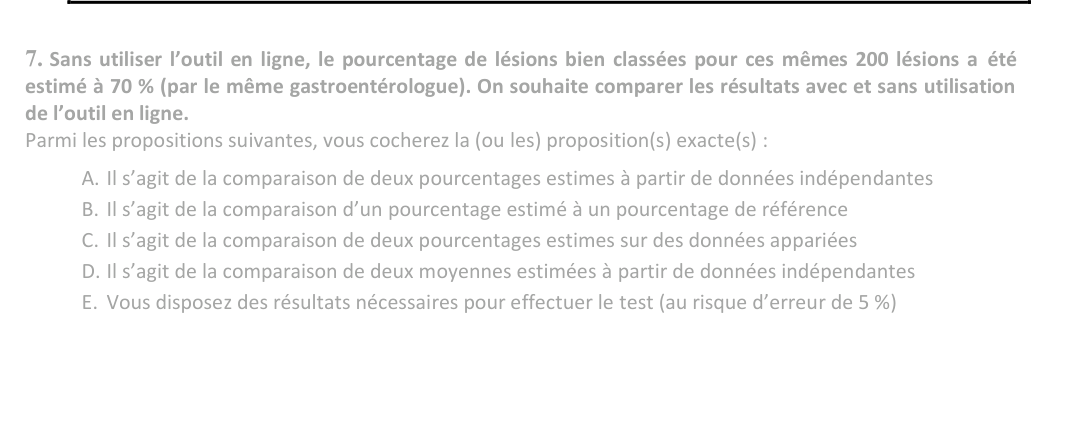 7. Sans utiliser l’outil en ligne, le pourcentage de lésions bien classées pour ces mêmes 200 lésions a été
estimé à 70 % (par le même gastroentérologue). On souhaite comparer les résultats avec et sans utilisation
de l’outil en ligne.
Parmi les propositions suivantes, vous cocherez la (ou les) proposition(s) exacte(s) :
A. Il s’agit de la comparaison de deux pourcentages estimes à partir de données indépendantes
B. Il s’agit de la comparaison d’un pourcentage estimé à un pourcentage de référence
C. Il s’agit de la comparaison de deux pourcentages estimes sur des données appariées
D. Il s’agit de la comparaison de deux moyennes estimées à partir de données indépendantes
E. Vous disposez des résultats nécessaires pour effectuer le test (au risque d’erreur de 5 %)